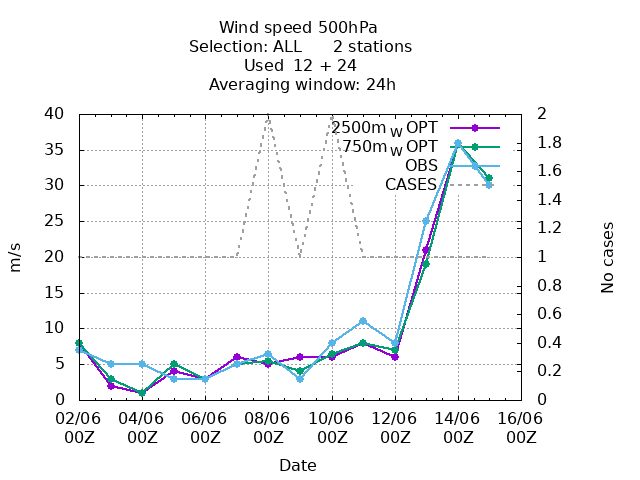 Wind speed 500hPa
Selection: ALL      2 stations
Used  12 + 24
Averaging window: 24h
2500m_W OPT
750m_W OPT
OBS
CASES
40
35
30
25
20
15
10
5
0
2
1.8
1.6
1.4
1.2
1
0.8
0.6
0.4
0.2
0
m/s
No cases
02/06 04/06 06/06 08/06 10/06 12/06 14/06 16/06
00Z 00Z 00Z 00Z 00Z 00Z 00Z 00Z
Date